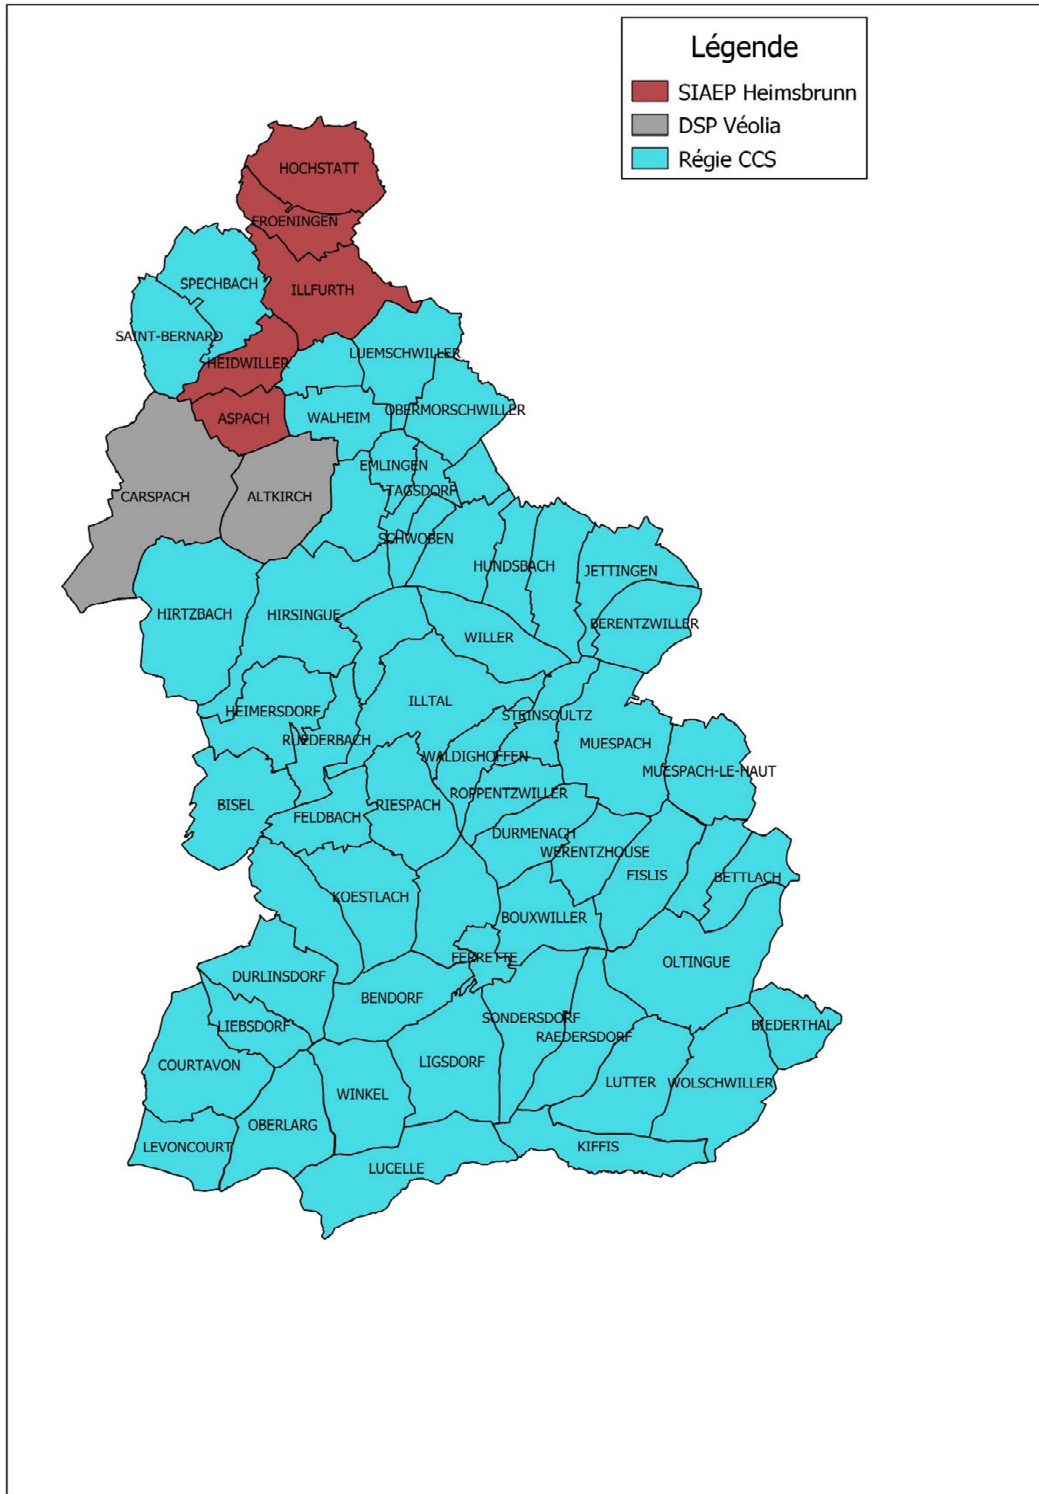 Légende
SIAEP Heimsbrunn
DSP Véolia
Régie CCS
HOCHSTATT
FROENINGEN
SPECHBACH
ILLFURTH
SAINT-BERNARD
LUEMSCHWILLER
HEIDWILLER
OBERMORSCHWILLER
ASPACH
WALHEIM
EMLINGEN
TAGSDORF
CARSPACH
ALTKIRCH
SCHWOBEN
HUNDSBACH
JETTINGEN
HIRTZBACH
HIRSINGUE
BERENTZWILLER
WILLER
ILLTAL
HEIMERSDORF
STEINSOULTZ
RUEDERBACH
MUESPACH
WALDIGHOFFEN
MUESPACH-LE-HAUT
ROPPENTZWILLER
BISEL
RIESPACH
FELDBACH
DURMENACH
WERENTZHOUSE
FISLIS
BETTLACH
KOESTLACH
BOUXWILLER
FERRETTE
OLTINGUE
DURLINSDORF
BENDORF
SONDERSDORF
LIEBSDORF
BIEDERTHAL
RAEDERSDORF
COURTAVON
LIGSDORF
LUTTER
WOLSCHWILLER
WINKEL
OBERLARG
LEVONCOURT
KIFFIS
LUCELLE